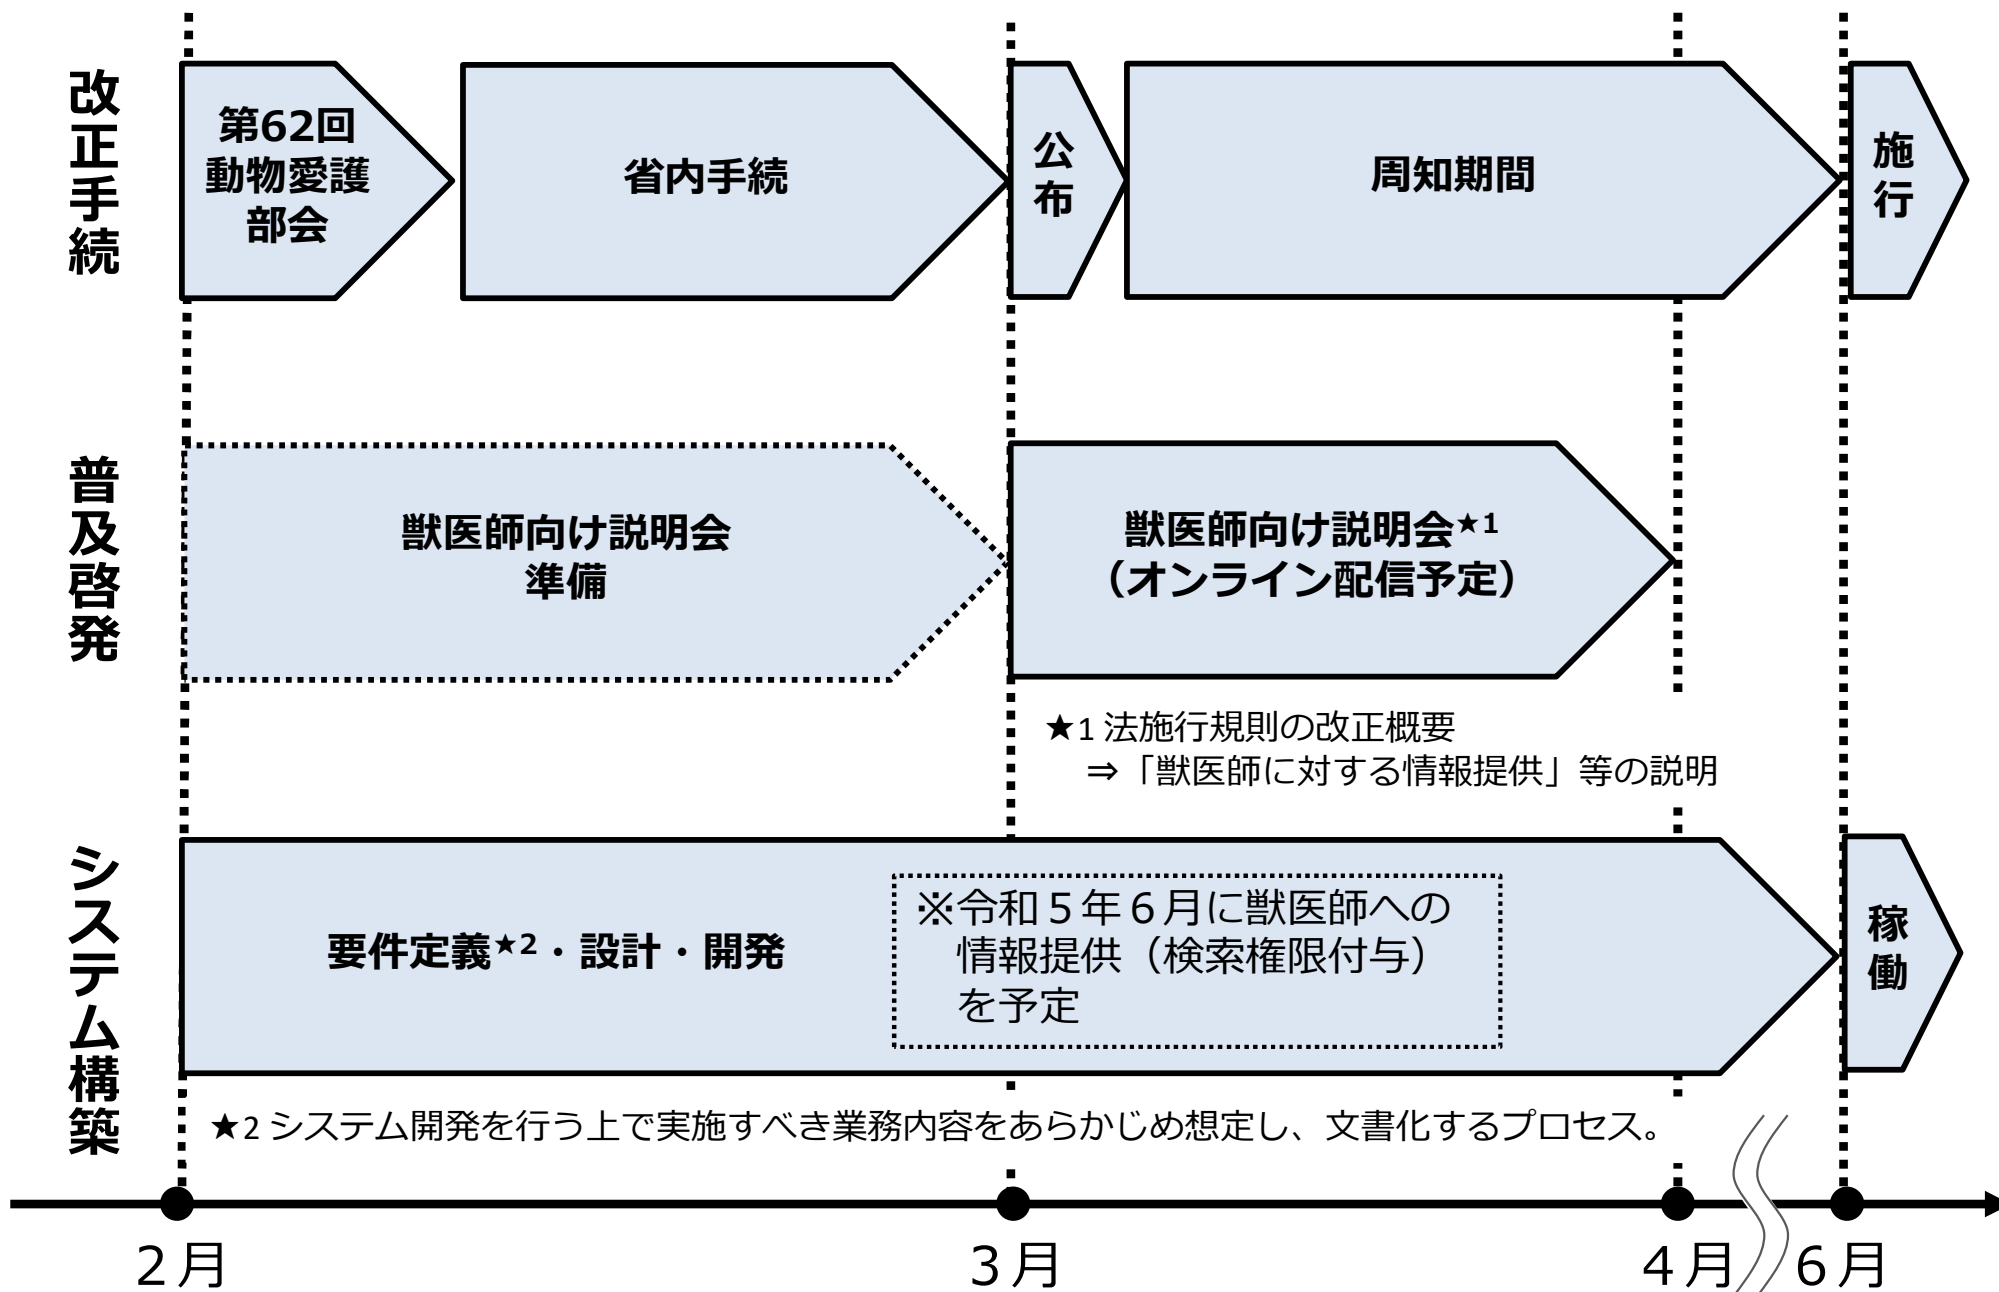 改正手続
第62回
動物愛護
部会
省内手続
公布
周知期間
施行
普及啓発
獣医師向け説明会
準備
獣医師向け説明会★1
（オンライン配信予定）
★1 法施行規則の改正概要
⇒「獣医師に対する情報提供」等の説明
システム構築
要件定義★2・設計・開発
※令和５年６月に獣医師への
情報提供（検索権限付与）
を予定
稼働
★2 システム開発を行う上で実施すべき業務内容をあらかじめ想定し、文書化するプロセス。
２月
３月
４月
６月